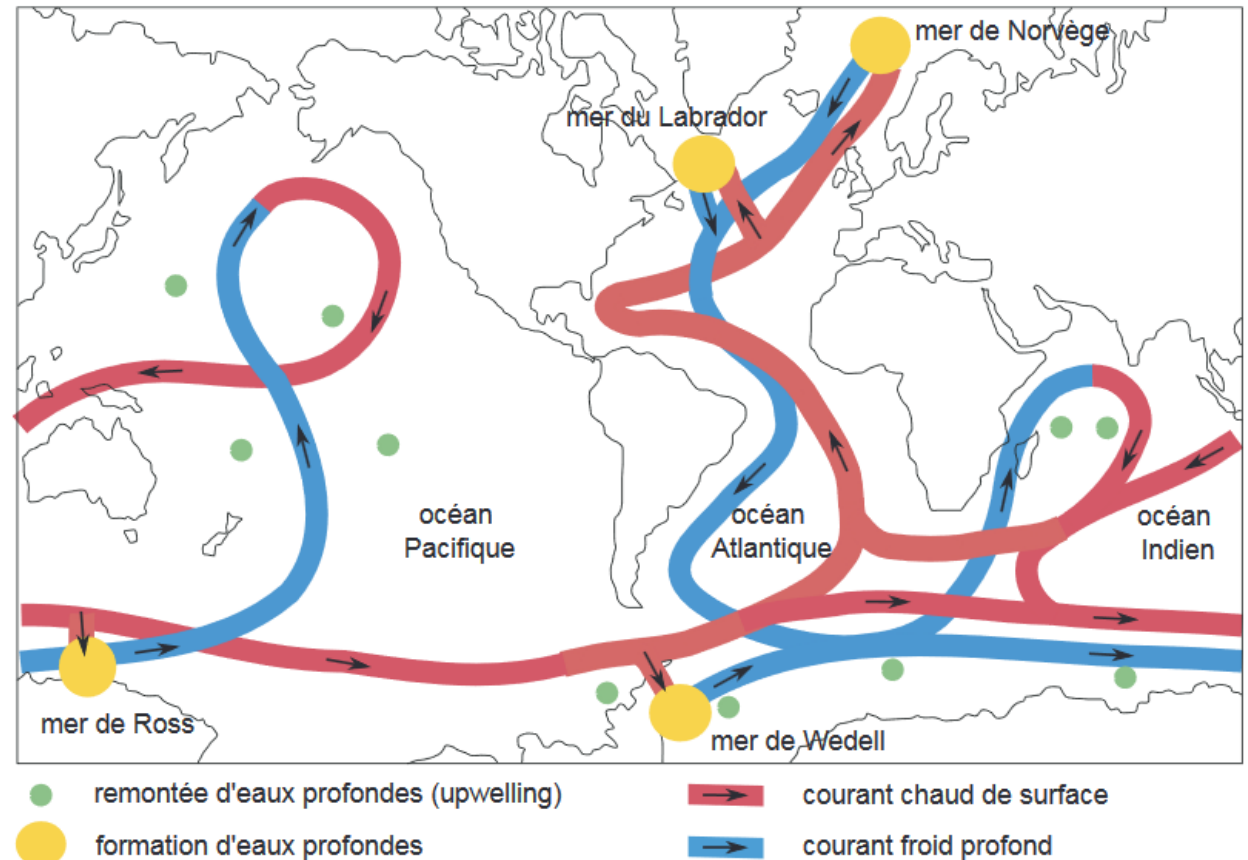 mer de Norvège
mer du Labrador
océan
Pacifique
océan
Atlantique
océan
Indien
mer de Ross
mer de Wedell
remontée d'eaux profondes (upwelling)
courant chaud de surface
formation d'eaux profondes
courant froid profond